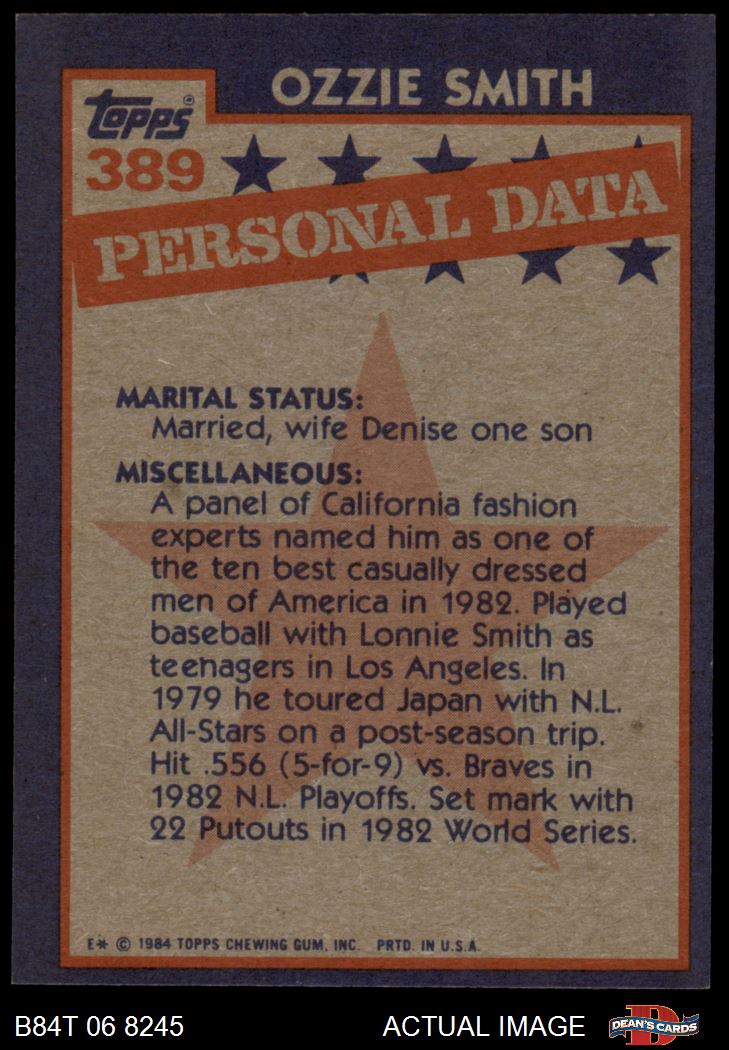 OZZIE SMITH
topps®
389
PERSONAL DATA
MARITAL STATUS:
Married, wife Denise one son
MISCELLANEOUS:
A panel of California fashion
experts named him as one of
the ten best casually dressed
men of America in 1982. Played
baseball with Lonnie Smith as
teenagers in Los Angeles. In
1979 he toured Japan with N.L.
All-Stars on a post-season trip.
Hit .556 (5-for-9) vs. Braves in
1982 N.L. Playoffs. Set mark with
22 Putouts in 1982 World Series.
E* © 1984 TOPPS CHEWING GUM, INC. PRTD. IN U.S.A.
B84T 06 8245
ACTUAL IMAGE
DEAN'S CARDS